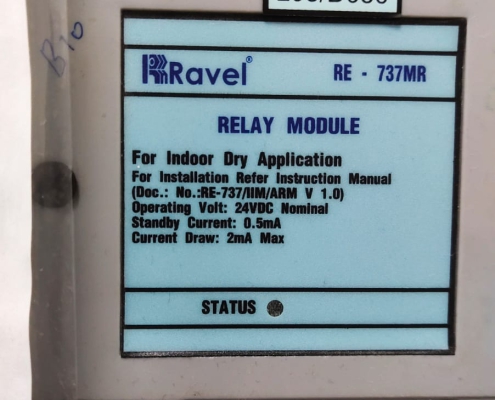 B10
Ravel®
RE - 737MR
RELAY MODULE
For Indoor Dry Application
For Installation Refer Instruction Manual
(Doc.: No.:RE-737/IIM/ARM V 1.0)
Operating Volt: 24VDC Nominal
Standby Current: 0.5mA
Current Draw: 2mA Max
STATUS